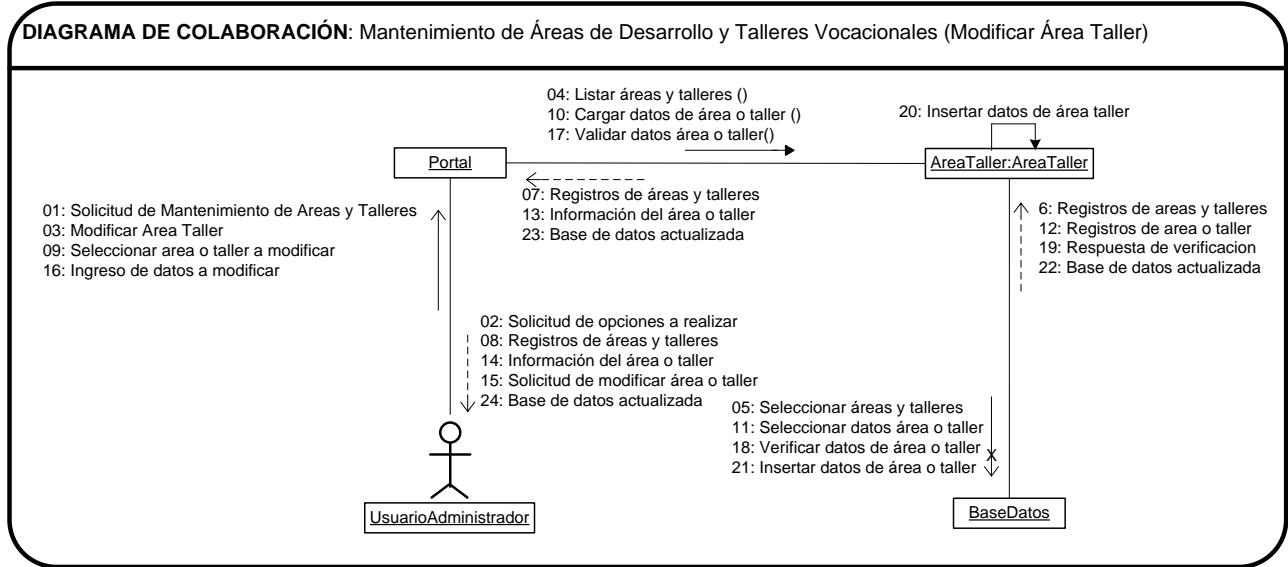 DIAGRAMA DE COLABORACIÓN: Mantenimiento de Áreas de Desarrollo y Talleres Vocacionales (Modificar Área Taller)
04: Listar áreas y talleres ()
10: Cargar datos de área o taller ()
17: Validar datos área o taller()
20: Insertar datos de área taller
Portal
AreaTaller:AreaTaller
07: Registros de áreas y talleres
13: Información del área o taller
23: Base de datos actualizada
01: Solicitud de Mantenimiento de Areas y Talleres
03: Modificar Area Taller
09: Seleccionar area o taller a modificar
16: Ingreso de datos a modificar
6: Registros de areas y talleres
12: Registros de area o taller
19: Respuesta de verificacion
22: Base de datos actualizada
02: Solicitud de opciones a realizar
08: Registros de áreas y talleres
14: Información del área o taller
15: Solicitud de modificar área o taller
24: Base de datos actualizada
05: Seleccionar áreas y talleres
11: Seleccionar datos área o taller
18: Verificar datos de área o taller
21: Insertar datos de área o taller
x
UsuarioAdministrador
BaseDatos